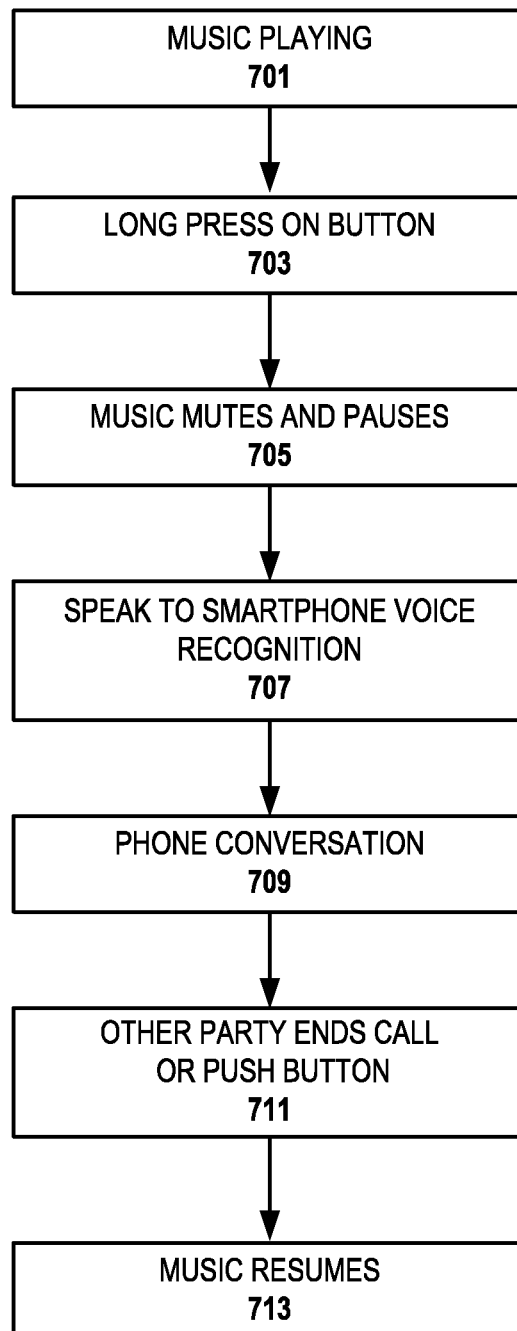 MUSIC PLAYING
701
LONG PRESS ON BUTTON
703
MUSIC MUTES AND PAUSES
705
SPEAK TO SMARTPHONE VOICE
RECOGNITION
707
PHONE CONVERSATION
709
OTHER PARTY ENDS CALL
OR PUSH BUTTON
711
MUSIC RESUMES
713